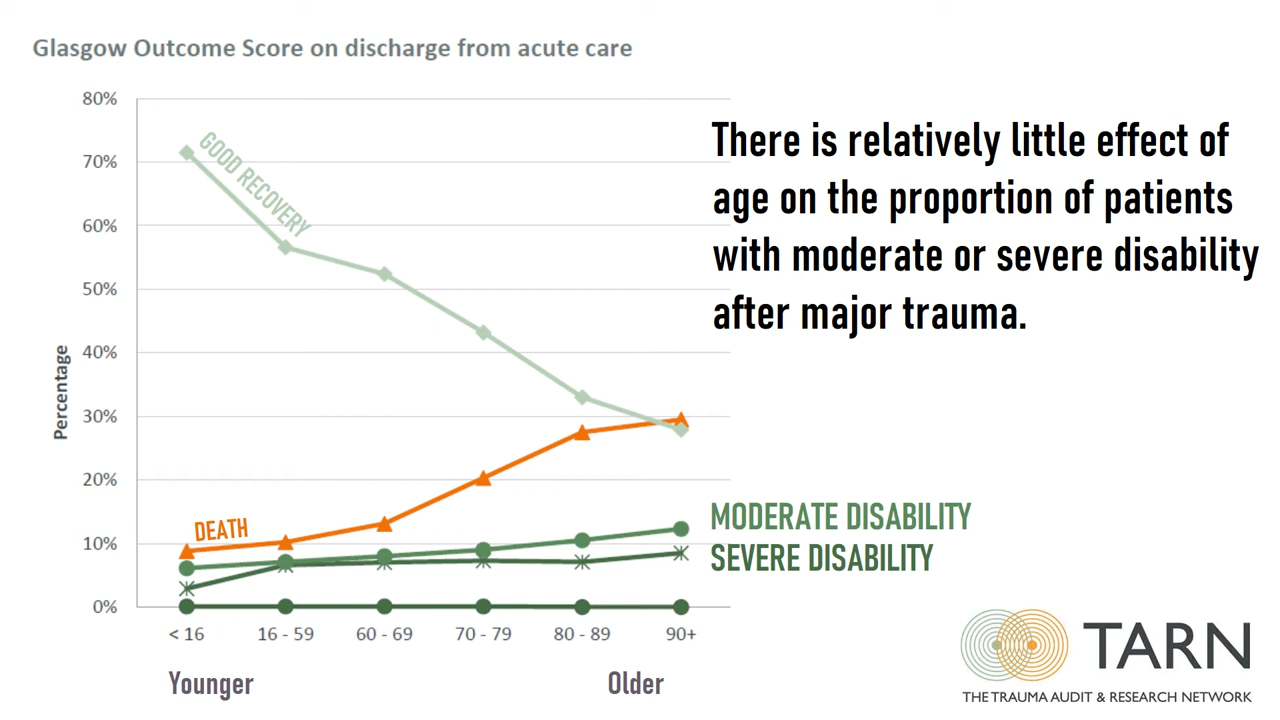 Glasgow Outcome Score on discharge from acute care
80%
70%
60%
50%
40%
30%
20%
10%
0%
Percentage
GOOD RECOVERY
DEATH
There is relatively little effect of
age on the proportion of patients
with moderate or severe disability
after major trauma.
MODERATE DISABILITY
SEVERE DISABILITY
< 16
16 - 59
60 - 69
70 - 79
80 - 89
90+
Younger
Older
TARN
THE TRAUMA AUDIT & RESEARCH NETWORK